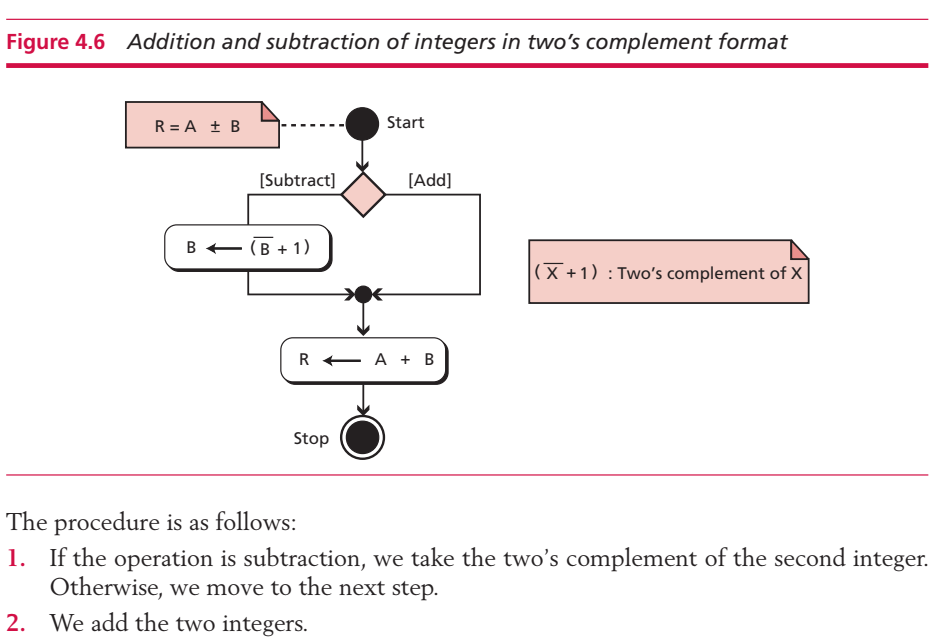 Figure 4.6 Addition and subtraction of integers in two's complement format
R = A ± B
Start
[Subtract] [Add]
B ← (B̅ + 1)
(X̅ + 1) : Two's complement of X
R ← A + B
Stop
The procedure is as follows:
1. If the operation is subtraction, we take the two's complement of the second integer.
Otherwise, we move to the next step.
2. We add the two integers.